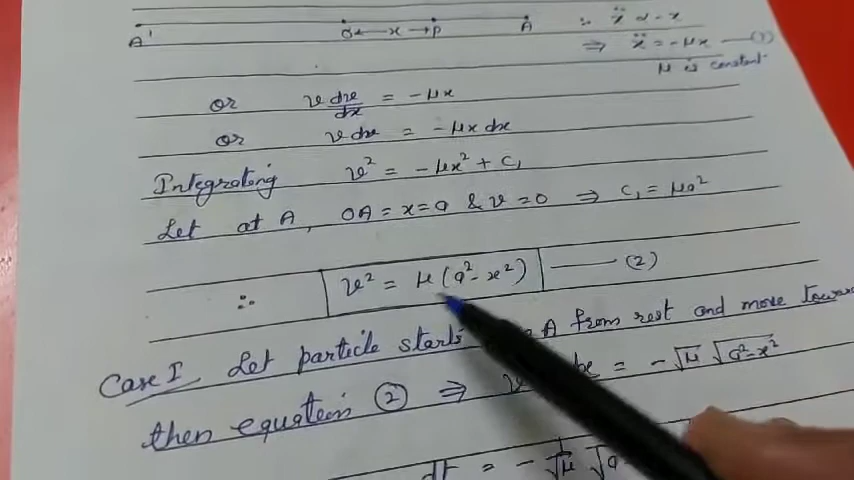 A' O ← x → P A ∴ ẍ ∝ -x
⇒ ẍ = -μx —(1)
μ is constant
or v dv/dx = -μx
or v dv = -μx dx
Integrating v² = -μx² + C₁
Let at A, OA = x = a & v = 0 ⇒ C₁ = μa²
∴ v² = μ(a² - x²) —(2)
Case I Let particle starts A from rest and move
then equation ② ⇒ = -√μ √a²-x²
dt = - √μ √a